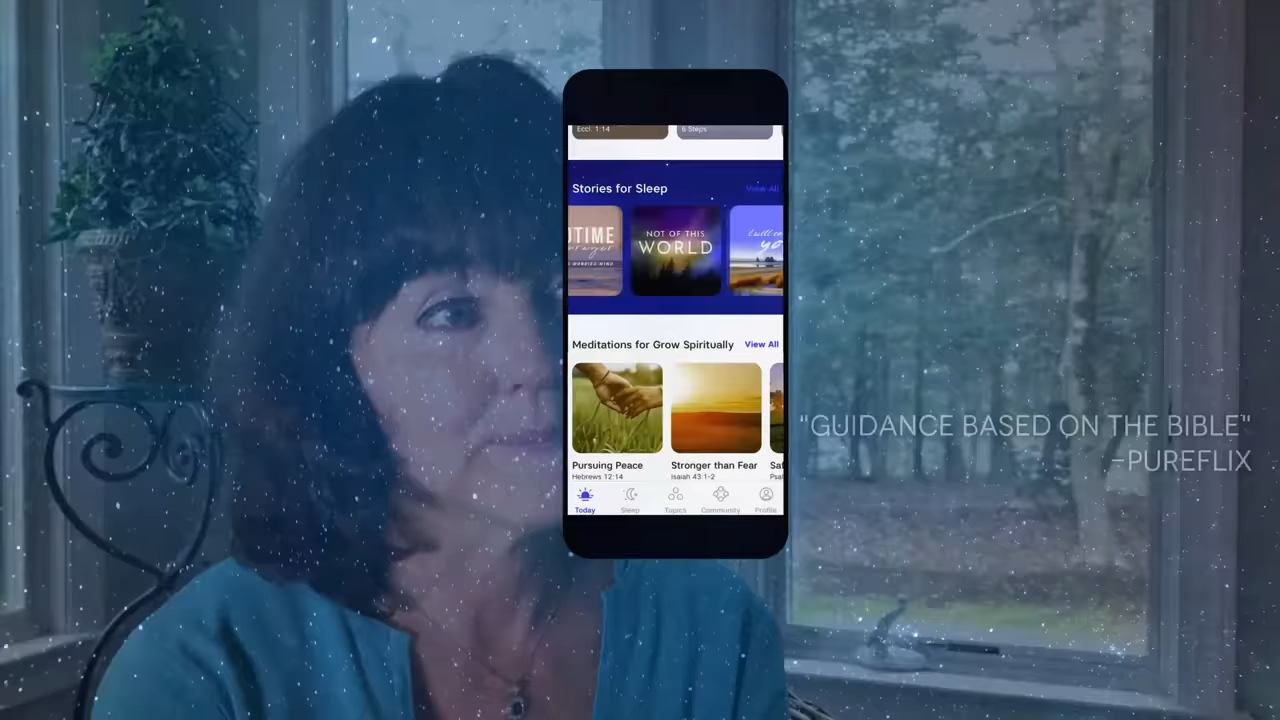 Eccl. 1:14
6 Steps
Stories for Sleep
View All
NOT OF THIS
WORLD
Meditations for Grow Spiritually
View All
Pursuing Peace
Hebrews 12:14
Stronger than Fear
Isaiah 43:1-2
Today
Sleep
Topics
Community
Profile
"GUIDANCE BASED ON THE BIBLE"
-PUREFLIX